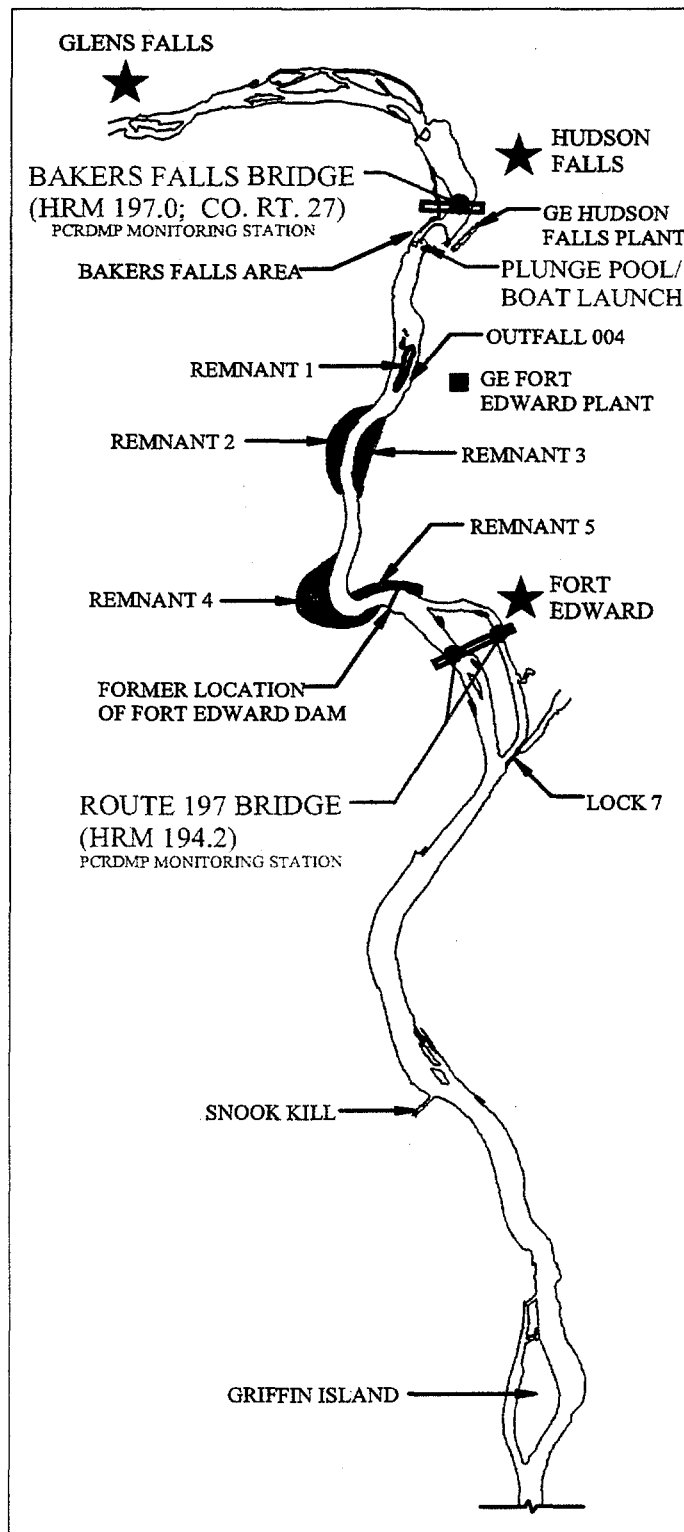 GLENS FALLS
HUDSON
FALLS
BAKERS FALLS BRIDGE
(HRM 197.0; CO. RT. 27)
PCRDMP MONITORING STATION
GE HUDSON
FALLS PLANT
BAKERS FALLS AREA
PLUNGE POOL/
BOAT LAUNCH
OUTFALL 004
REMNANT 1
GE FORT
EDWARD PLANT
REMNANT 2
REMNANT 3
REMNANT 5
REMNANT 4
FORT
EDWARD
FORMER LOCATION
OF FORT EDWARD DAM
ROUTE 197 BRIDGE
(HRM 194.2)
PCRDMP MONITORING STATION
LOCK 7
SNOOK KILL
GRIFFIN ISLAND